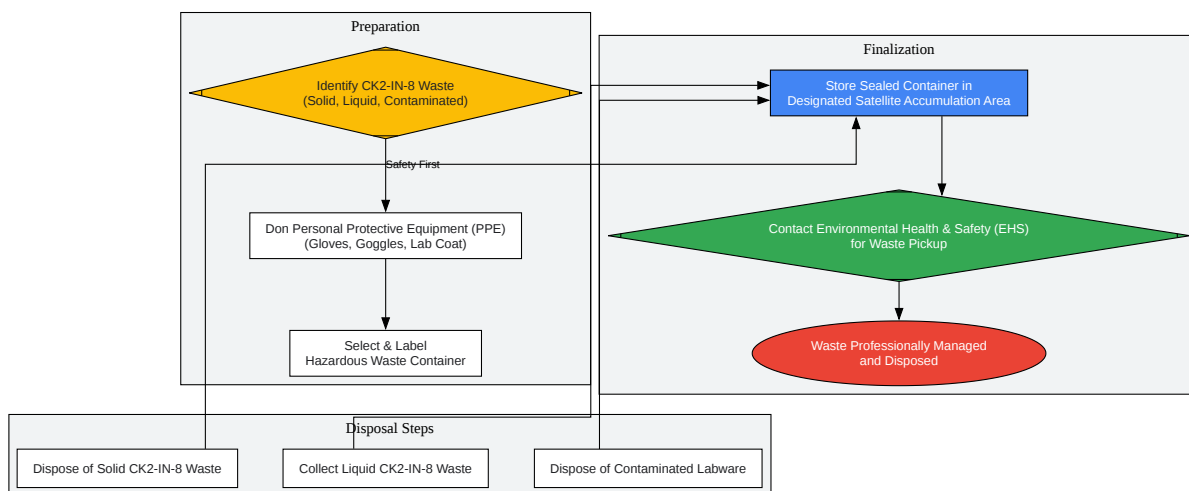 Preparation
Identify CK2-IN-8 Waste
(Solid, Liquid, Contaminated)
Safety First
Don Personal Protective Equipment (PPE)
(Gloves, Goggles, Lab Coat)
Select & Label
Hazardous Waste Container
Disposal Steps
Dispose of Solid CK2-IN-8 Waste
Collect Liquid CK2-IN-8 Waste
Dispose of Contaminated Labware
Finalization
Store Sealed Container in
Designated Satellite Accumulation Area
Contact Environmental Health & Safety (EHS)
for Waste Pickup
Waste Professionally Managed
and Disposed